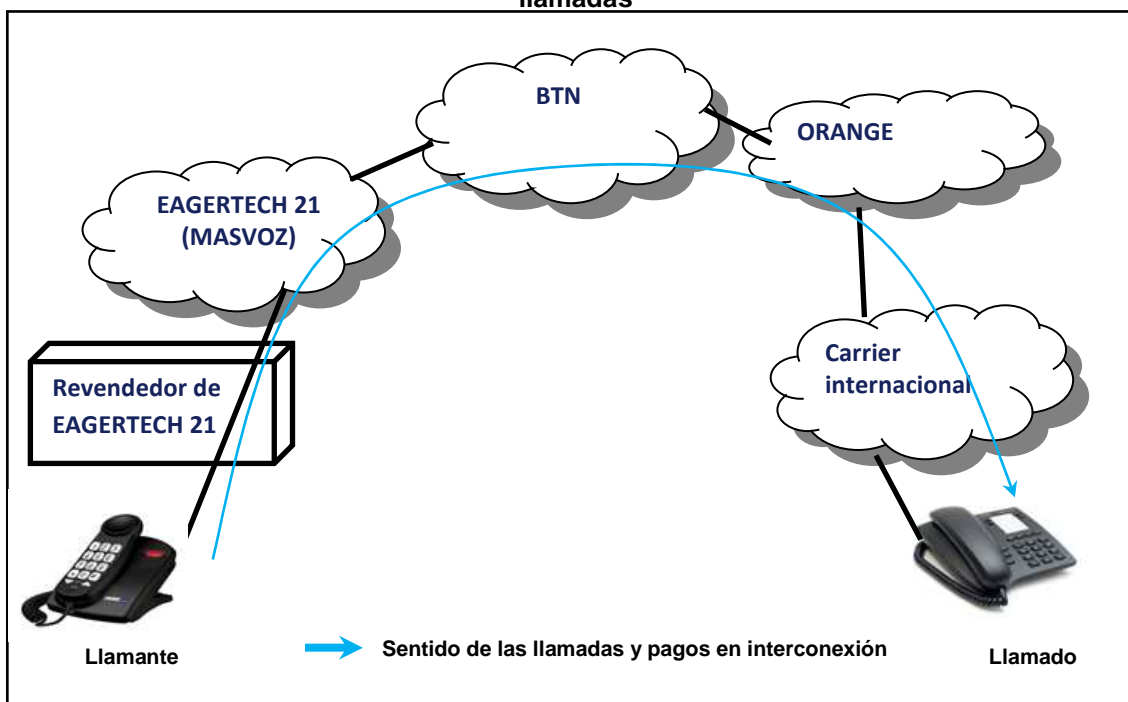 llamadas
BTN
ORANGE
EAGERTECH 21
(MASVOZ)
Carrier
internacional
Revendedor de
EAGERTECH 21
Sentido de las llamadas y pagos en interconexión
Llamante
Llamado